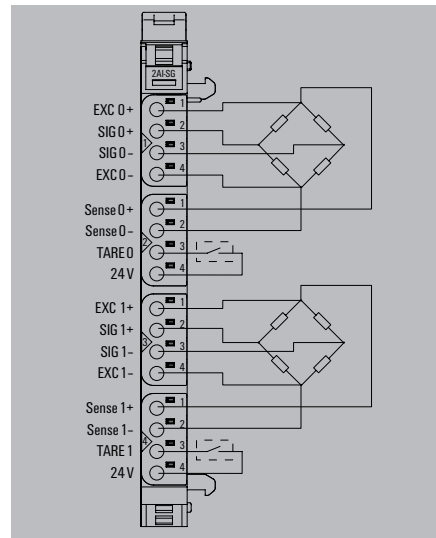 2AI-SG
EXC 0+ 1
SIG 0+ 2
SIG 0– 3
EXC 0– 4
1
Sense 0+ 1
Sense 0– 2
TARE 0 3
24 V 4
2
EXC 1+ 1
SIG 1+ 2
SIG 1– 3
EXC 1– 4
3
Sense 1+ 1
Sense 1– 2
TARE 1 3
24 V 4
4